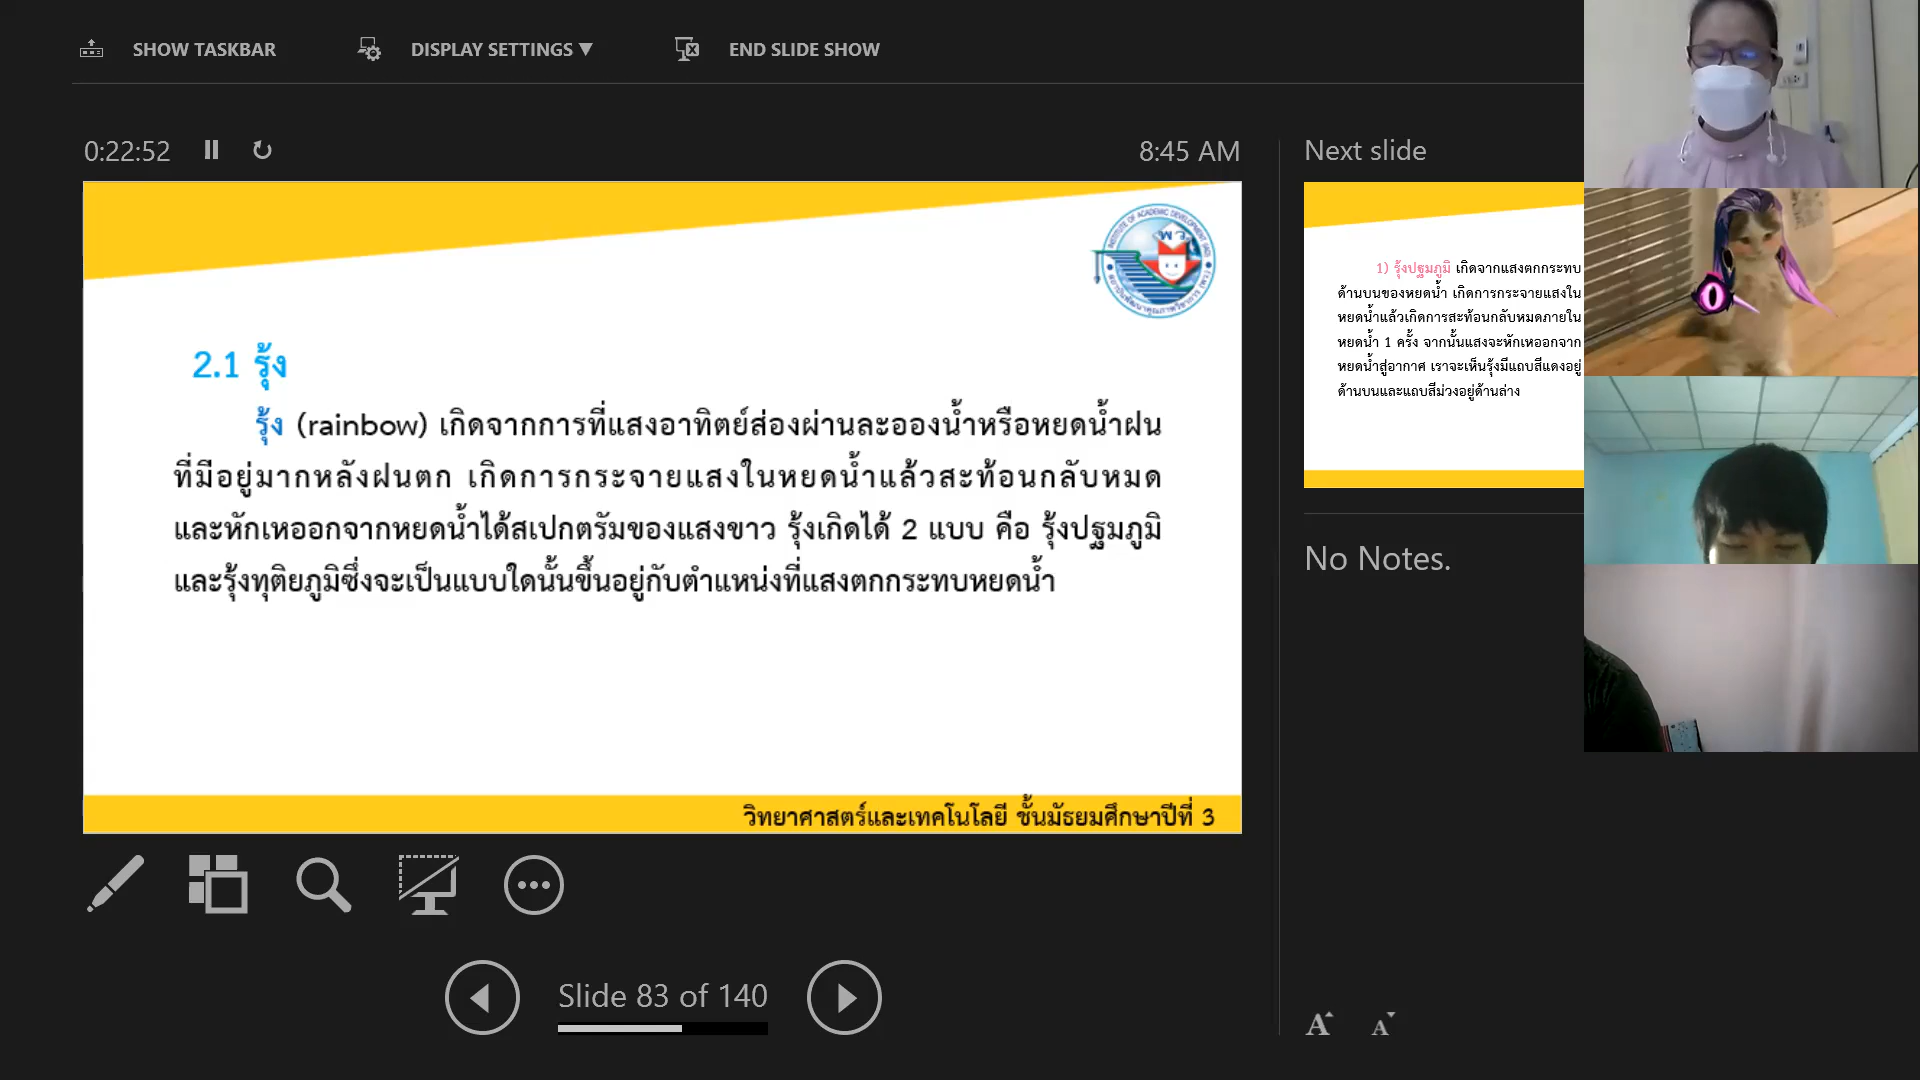 SHOW TASKBAR
DISPLAY SETTINGS ▼
END SLIDE SHOW
0:22:52
8:45 AM
Next slide
INSTITUTE OF ACADEMIC DEVELOPMENT
พว.
2.1 รุ้ง
รุ้ง (rainbow) เกิดจากการที่แสงอาทิตย์ส่องผ่านละอองน้ำหรือหยดน้ำฝน
ที่มีอยู่มากหลังฝนตก เกิดการกระจายแสงในหยดน้ำแล้วสะท้อนกลับหมด
และหักเหออกจากหยดน้ำได้สเปกตรัมของแสงขาว รุ้งเกิดได้ 2 แบบ คือ รุ้งปฐมภูมิ
และรุ้งทุติยภูมิซึ่งจะเป็นแบบใดนั้นขึ้นอยู่กับตำแหน่งที่แสงตกกระทบหยดน้ำ
วิทยาศาสตร์และเทคโนโลยี ชั้นมัธยมศึกษาปีที่ 3
1) รุ้งปฐมภูมิ เกิดจากแสงตกกระทบ
ด้านบนของหยดน้ำ เกิดการกระจายแสงใน
หยดน้ำแล้วเกิดการสะท้อนกลับหมดภายใน
หยดน้ำ 1 ครั้ง จากนั้นแสงจะหักเหออกจาก
หยดน้ำสู่อากาศ เราจะเห็นรุ้งมีแถบสีแดงอยู่
ด้านบนและแถบสีม่วงอยู่ด้านล่าง
No Notes.
Slide 83 of 140
A A